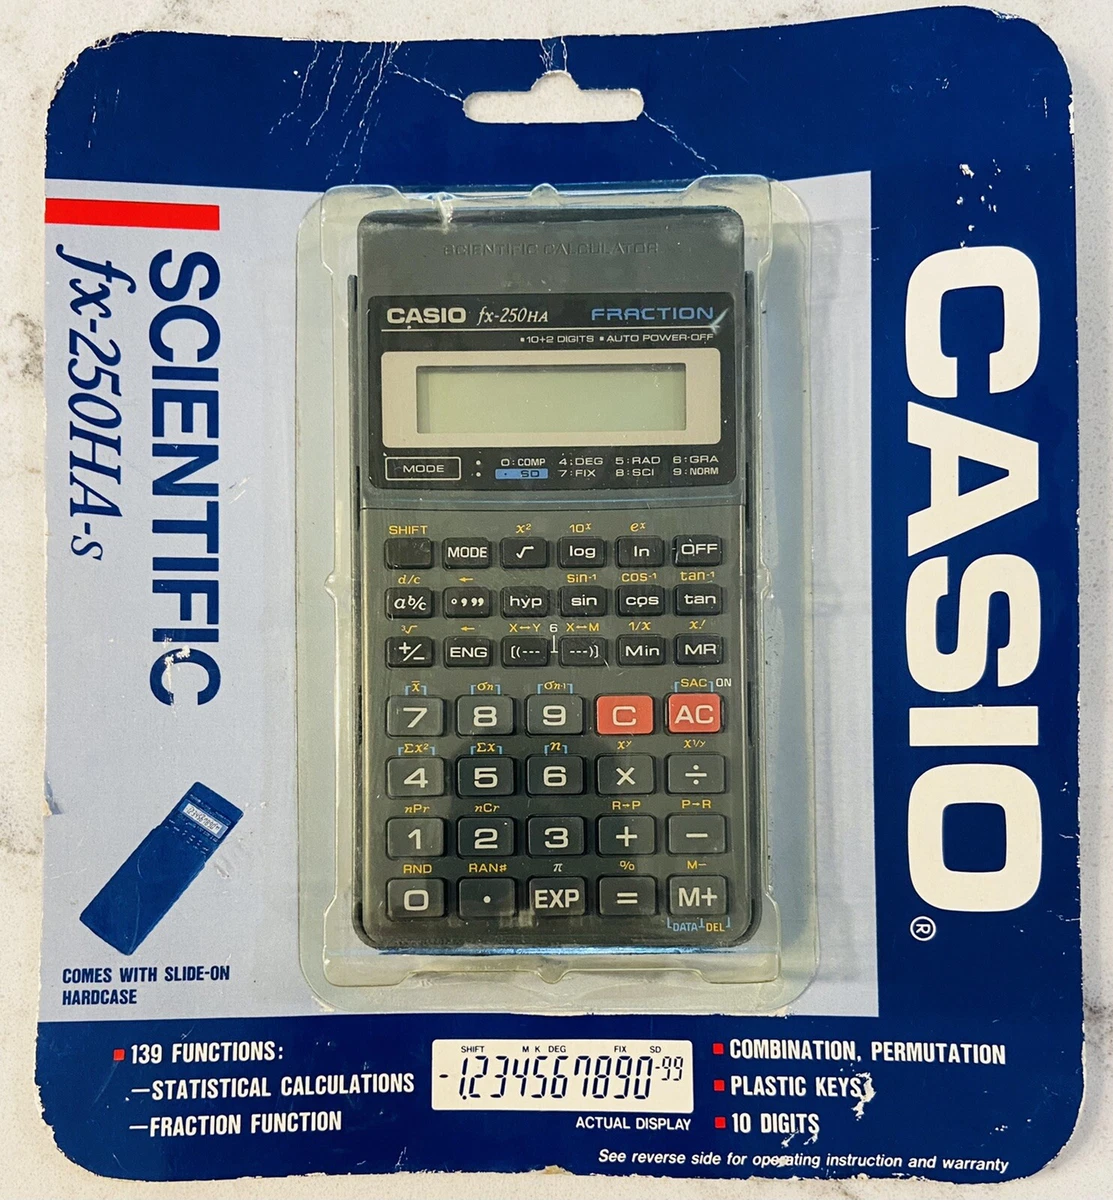 SCIENTIFIC
fx-250HA-s
CASIO®
SCIENTIFIC CALCULATOR
CASIO fx-250HA FRACTION
▪10+2 DIGITS ▪AUTO POWER-OFF
MODE : 0:COMP 4:DEG 5:RAD 6:GRA
: · SD 7:FIX 8:SCI 9:NORM
SHIFT x² 10ˣ eˣ
MODE √ log ln OFF
d/c ← sin⁻¹ cos⁻¹ tan⁻¹
a b/c °,,, hyp sin cos tan
³√ ← X↔Y 6 X↔M 1/x x!
+/− ENG [(--- ---)] Min MR
x̄ σn σn-1 SAC ON
7 8 9 C AC
Σx² Σx n xʸ x¹/ʸ
4 5 6 × ÷
nPr nCr R→P P→R
1 2 3 + −
RND RAN# π % M−
0 · EXP = M+
DATA DEL
COMES WITH SLIDE-ON
HARDCASE
▪ 139 FUNCTIONS:
—STATISTICAL CALCULATIONS
—FRACTION FUNCTION
SHIFT M K DEG FIX SD
-1.234567890-99
ACTUAL DISPLAY
▪ COMBINATION, PERMUTATION
▪ PLASTIC KEYS
▪ 10 DIGITS
See reverse side for operating instruction and warranty